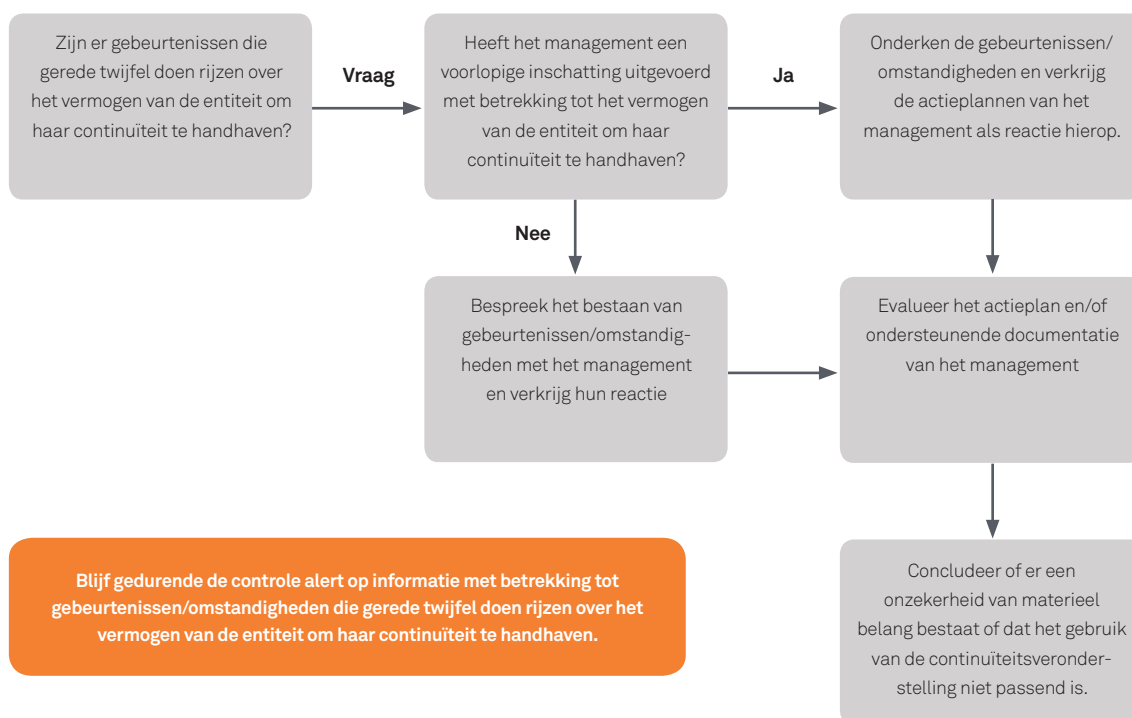 Zijn er gebeurtenissen die
gerede twijfel doen rijzen over
het vermogen van de entiteit om
haar continuïteit te handhaven?
Vraag
Heeft het management een
voorlopige inschatting uitgevoerd
met betrekking tot het vermogen
van de entiteit om haar
continuïteit te handhaven?
Ja
Onderken de gebeurtenissen/
omstandigheden en verkrijg
de actieplannen van het
management als reactie hierop.
Nee
Bespreek het bestaan van
gebeurtenissen/omstandig-
heden met het management
en verkrijg hun reactie
Evalueer het actieplan en/of
ondersteunende documentatie
van het management
Blijf gedurende de controle alert op informatie met betrekking tot
gebeurtenissen/omstandigheden die gerede twijfel doen rijzen over het
vermogen van de entiteit om haar continuïteit te handhaven.
Concludeer of er een
onzekerheid van materieel
belang bestaat of dat het gebruik
van de continuïteitsveronder-
stelling niet passend is.